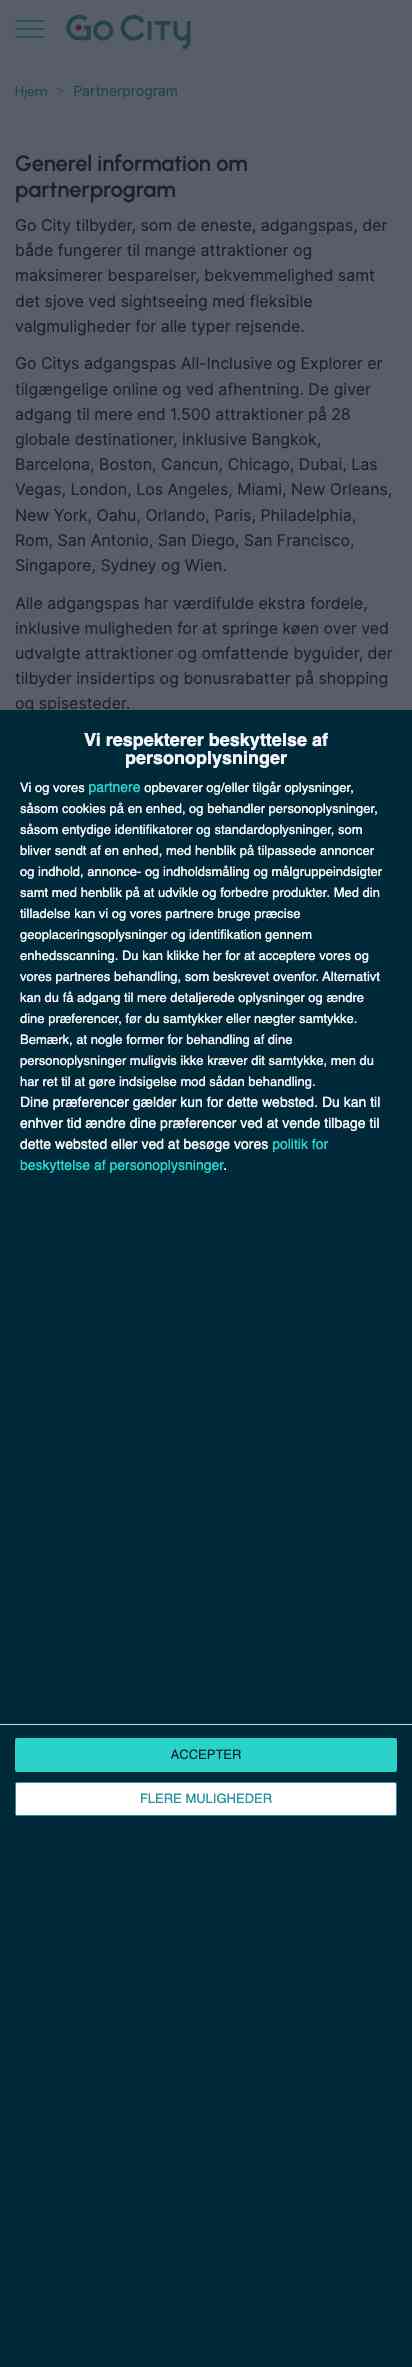 Go City
Hjem > Partnerprogram
Generel information om
partnerprogram
Go City tilbyder, som de eneste, adgangspas, der
både fungerer til mange attraktioner og
maksimerer besparelser, bekvemmelighed samt
det sjove ved sightseeing med fleksible
valgmuligheder for alle typer rejsende.
Go Citys adgangspas All-Inclusive og Explorer er
tilgængelige online og ved afhentning. De giver
adgang til mere end 1.500 attraktioner på 28
globale destinationer, inklusive Bangkok,
Barcelona, Boston, Cancun, Chicago, Dubai, Las
Vegas, London, Los Angeles, Miami, New Orleans,
New York, Oahu, Orlando, Paris, Philadelphia,
Rom, San Antonio, San Diego, San Francisco,
Singapore, Sydney og Wien.
Alle adgangspas har værdifulde ekstra fordele,
inklusive muligheden for at springe køen over ved
udvalgte attraktioner og omfattende byguider, der
tilbyder insidertips og bonusrabatter på shopping
og spisesteder.
Vi respekterer beskyttelse af
personoplysninger
Vi og vores partnere opbevarer og/eller tilgår oplysninger,
såsom cookies på en enhed, og behandler personoplysninger,
såsom entydige identifikatorer og standardoplysninger, som
bliver sendt af en enhed, med henblik på tilpassede annoncer
og indhold, annonce- og indholdsmåling og målgruppeindsigter
samt med henblik på at udvikle og forbedre produkter. Med din
tilladelse kan vi og vores partnere bruge præcise
geoplaceringsoplysninger og identifikation gennem
enhedsscanning. Du kan klikke her for at acceptere vores og
vores partneres behandling, som beskrevet ovenfor. Alternativt
kan du få adgang til mere detaljerede oplysninger og ændre
dine præferencer, før du samtykker eller nægter samtykke.
Bemærk, at nogle former for behandling af dine
personoplysninger muligvis ikke kræver dit samtykke, men du
har ret til at gøre indsigelse mod sådan behandling.
Dine præferencer gælder kun for dette websted. Du kan til
enhver tid ændre dine præferencer ved at vende tilbage til
dette websted eller ved at besøge vores politik for
beskyttelse af personoplysninger.
ACCEPTER
FLERE MULIGHEDER